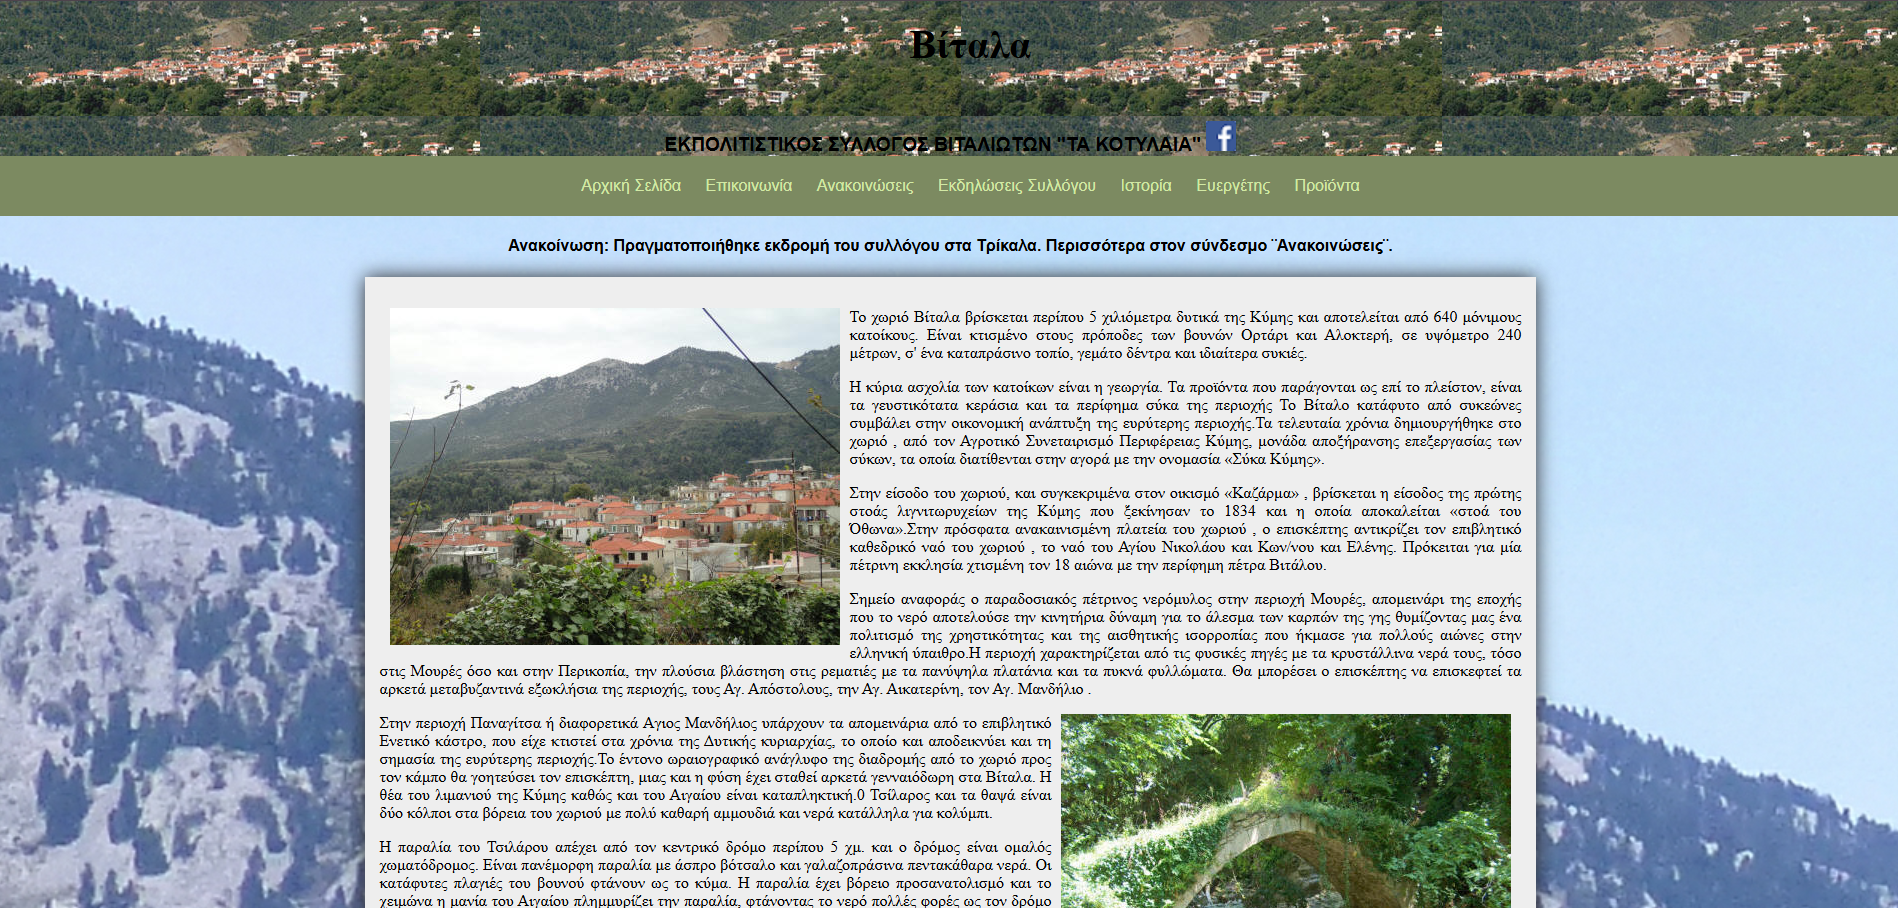 Βίταλα
ΕΚΠΟΛΙΤΙΣΤΙΚΟΣ ΣΥΛΛΟΓΟΣ ΒΙΤΑΛΙΩΤΩΝ "ΤΑ ΚΟΤΥΛΑΙΑ"
Αρχική Σελίδα Επικοινωνία Ανακοινώσεις Εκδηλώσεις Συλλόγου Ιστορία Ευεργέτης Προϊόντα
Ανακοίνωση: Πραγματοποιήθηκε εκδρομή του συλλόγου στα Τρίκαλα. Περισσότερα στον σύνδεσμο ¨Ανακοινώσεις¨.
Το χωριό Βίταλα βρίσκεται περίπου 5 χιλιόμετρα δυτικά της Κύμης και αποτελείται από 640 μόνιμους
κατοίκους. Είναι κτισμένο στους πρόποδες των βουνών Ορτάρι και Αλοκτερή, σε υψόμετρο 240
μέτρων, σ' ένα καταπράσινο τοπίο, γεμάτο δέντρα και ιδιαίτερα συκιές.
Η κύρια ασχολία των κατοίκων είναι η γεωργία. Τα προϊόντα που παράγονται ως επί το πλείστον, είναι
τα γευστικότατα κεράσια και τα περίφημα σύκα της περιοχής Το Βίταλο κατάφυτο από συκεώνες
συμβάλει στην οικονομική ανάπτυξη της ευρύτερης περιοχής.Τα τελευταία χρόνια δημιουργήθηκε στο
χωριό , από τον Αγροτικό Συνεταιρισμό Περιφέρειας Κύμης, μονάδα αποξήρανσης επεξεργασίας των
σύκων, τα οποία διατίθενται στην αγορά με την ονομασία «Σύκα Κύμης».
Στην είσοδο του χωριού, και συγκεκριμένα στον οικισμό «Καζάρμα» , βρίσκεται η είσοδος της πρώτης
στοάς λιγνιτωρυχείων της Κύμης που ξεκίνησαν το 1834 και η οποία αποκαλείται «στοά του
Όθωνα».Στην πρόσφατα ανακαινισμένη πλατεία του χωριού , ο επισκέπτης αντικρίζει τον επιβλητικό
καθεδρικό ναό του χωριού , το ναό του Αγίου Νικολάου και Κων/νου και Ελένης. Πρόκειται για μία
πέτρινη εκκλησία χτισμένη τον 18 αιώνα με την περίφημη πέτρα Βιτάλου.
Σημείο αναφοράς ο παραδοσιακός πέτρινος νερόμυλος στην περιοχή Μουρές, απομεινάρι της εποχής
που το νερό αποτελούσε την κινητήρια δύναμη για το άλεσμα των καρπών της γης θυμίζοντας μας ένα
πολιτισμό της χρηστικότητας και της αισθητικής ισορροπίας που ήκμασε για πολλούς αιώνες στην
ελληνική ύπαιθρο.Η περιοχή χαρακτηρίζεται από τις φυσικές πηγές με τα κρυστάλλινα νερά τους, τόσο
στις Μουρές όσο και στην Περικοπία, την πλούσια βλάστηση στις ρεματιές με τα πανύψηλα πλατάνια και τα πυκνά φυλλώματα. Θα μπορέσει ο επισκέπτης να επισκεφτεί τα
αρκετά μεταβυζαντινά εξωκλήσια της περιοχής, τους Αγ. Απόστολους, την Αγ. Αικατερίνη, τον Αγ. Μανδήλιο .
Στην περιοχή Παναγίτσα ή διαφορετικά Αγιος Μανδήλιος υπάρχουν τα απομεινάρια από το επιβλητικό
Ενετικό κάστρο, που είχε κτιστεί στα χρόνια της Δυτικής κυριαρχίας, το οποίο και αποδεικνύει και τη
σημασία της ευρύτερης περιοχής.Το έντονο ωραιογραφικό ανάγλυφο της διαδρομής από το χωριό προς
τον κάμπο θα γοητεύσει τον επισκέπτη, μιας και η φύση έχει σταθεί αρκετά γενναιόδωρη στα Βίταλα. Η
θέα του λιμανιού της Κύμης καθώς και του Αιγαίου είναι καταπληκτική.0 Τσίλαρος και τα θαψά είναι
δύο κόλποι στα βόρεια του χωριού με πολύ καθαρή αμμουδιά και νερά κατάλληλα για κολύμπι.
Η παραλία του Τσιλάρου απέχει από τον κεντρικό δρόμο περίπου 5 χμ. και ο δρόμος είναι ομαλός
χωματόδρομος. Είναι πανέμορφη παραλία με άσπρο βότσαλο και γαλαζοπράσινα πεντακάθαρα νερά. Οι
κατάφυτες πλαγιές του βουνού φτάνουν ως το κύμα. Η παραλία έχει βόρειο προσανατολισμό και το
χειμώνα η μανία του Αιγαίου πλημμυρίζει την παραλία, φτάνοντας το νερό πολλές φορές ως τον δρόμο